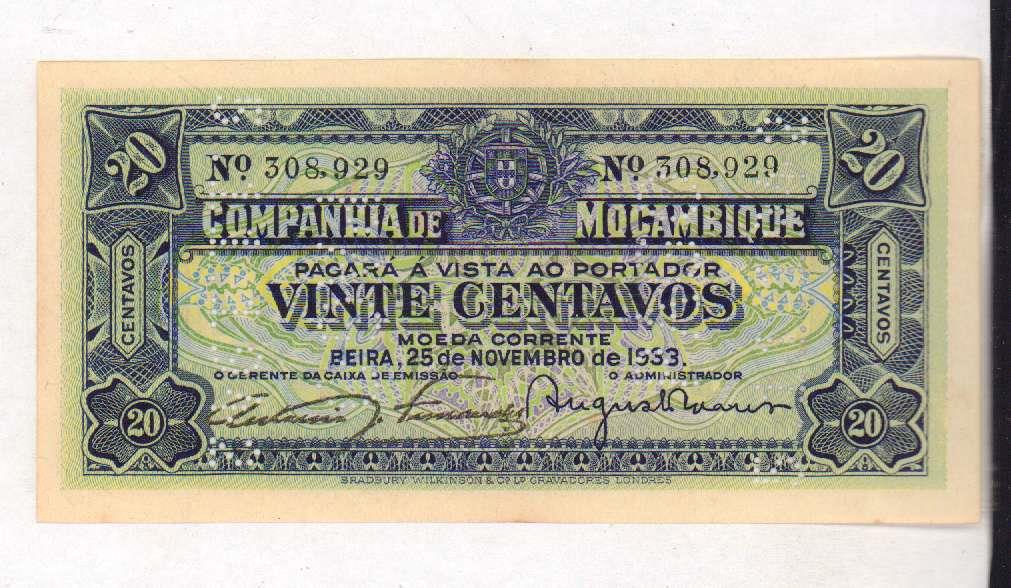 20 20
Nº 308,929 Nº 308,929
COMPANHIA DE MOÇAMBIQUE
PAGARÁ Á VISTA AO PORTADOR
VINTE CENTAVOS
MOEDA CORRENTE
BEIRA, 25 de NOVEMBRO de 1933.
O GERENTE DA CAIXA DE EMISSÃO O ADMINISTRADOR
CENTAVOS CENTAVOS
20 20
BRADBURY WILKINSON & Cº Lº GRAVADORES LONDRES